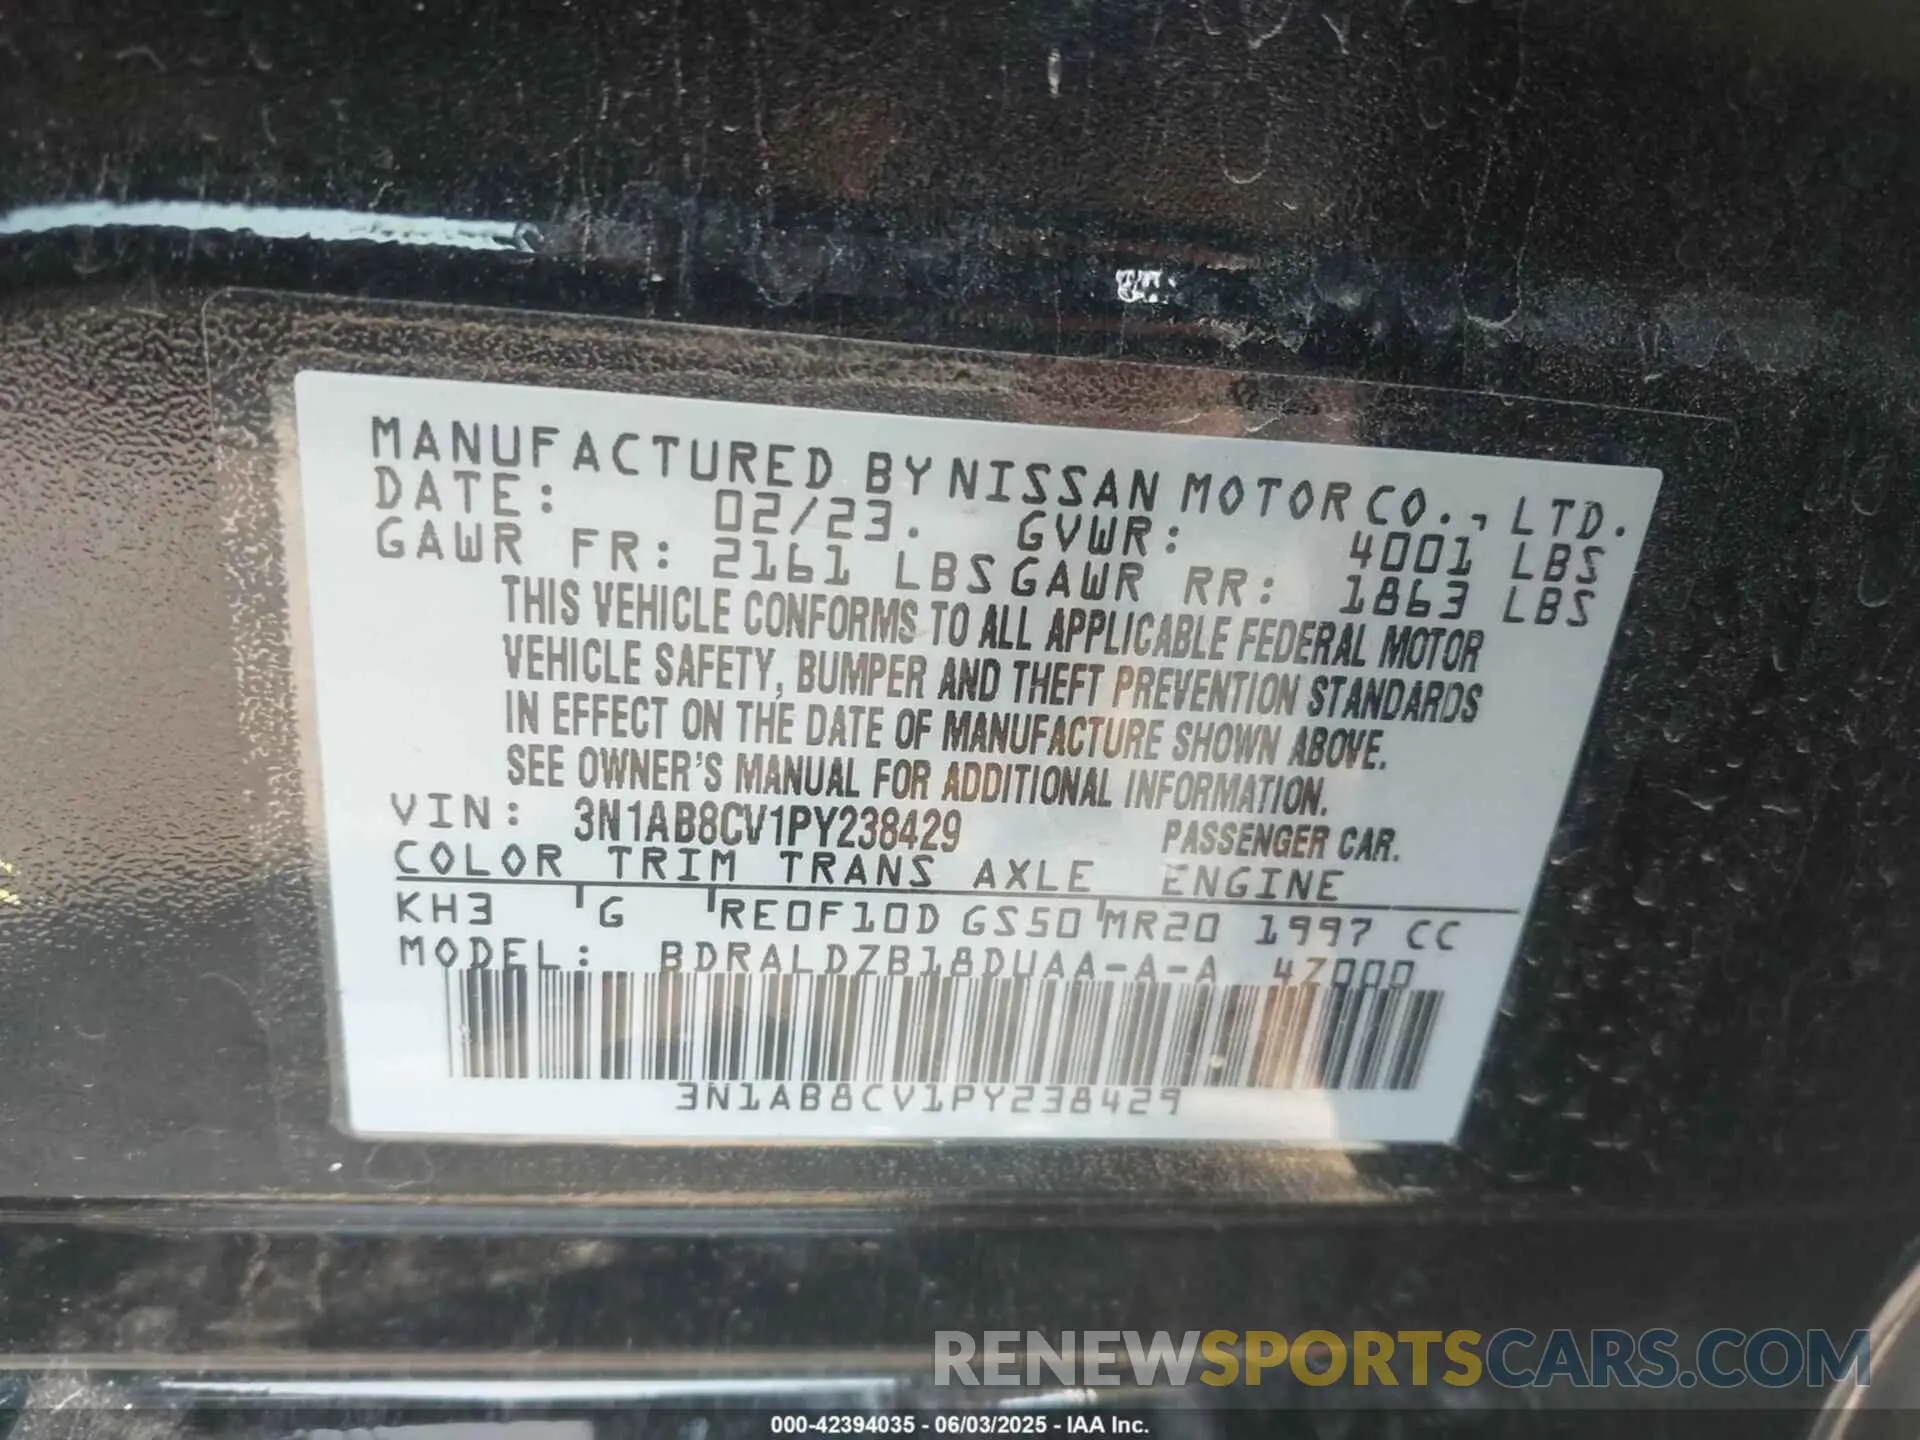 MANUFACTURED BY NISSAN MOTOR CO., LTD.
DATE: 02/23. GVWR: 4001 LBS
GAWR FR: 2161 LBS GAWR RR: 1863 LBS
THIS VEHICLE CONFORMS TO ALL APPLICABLE FEDERAL MOTOR
VEHICLE SAFETY, BUMPER AND THEFT PREVENTION STANDARDS
IN EFFECT ON THE DATE OF MANUFACTURE SHOWN ABOVE.
SEE OWNER'S MANUAL FOR ADDITIONAL INFORMATION.
VIN: 3N1AB8CV1PY238429 PASSENGER CAR.
COLOR TRIM TRANS AXLE ENGINE
KH3 G RE0F10D GS50 MR20 1997 CC
MODEL: BDRALDZB18DUAA-A-A 47000
3N1AB8CV1PY238429
RENEWSPORTSCARS.COM
000-42394035 - 06/03/2025 - IAA Inc.